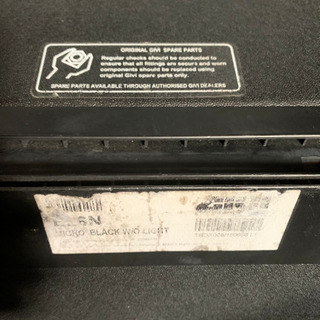 ORIGINAL GIVI SPARE PARTS
Regular checks should be conducted to
ensure that all fittings are secure and worn
components should be replaced using
original Givi spare parts only.
SPARE PARTS AVAILABLE THROUGH AUTHORISED GIVI DEALERS
BLACK W/O LIGHT